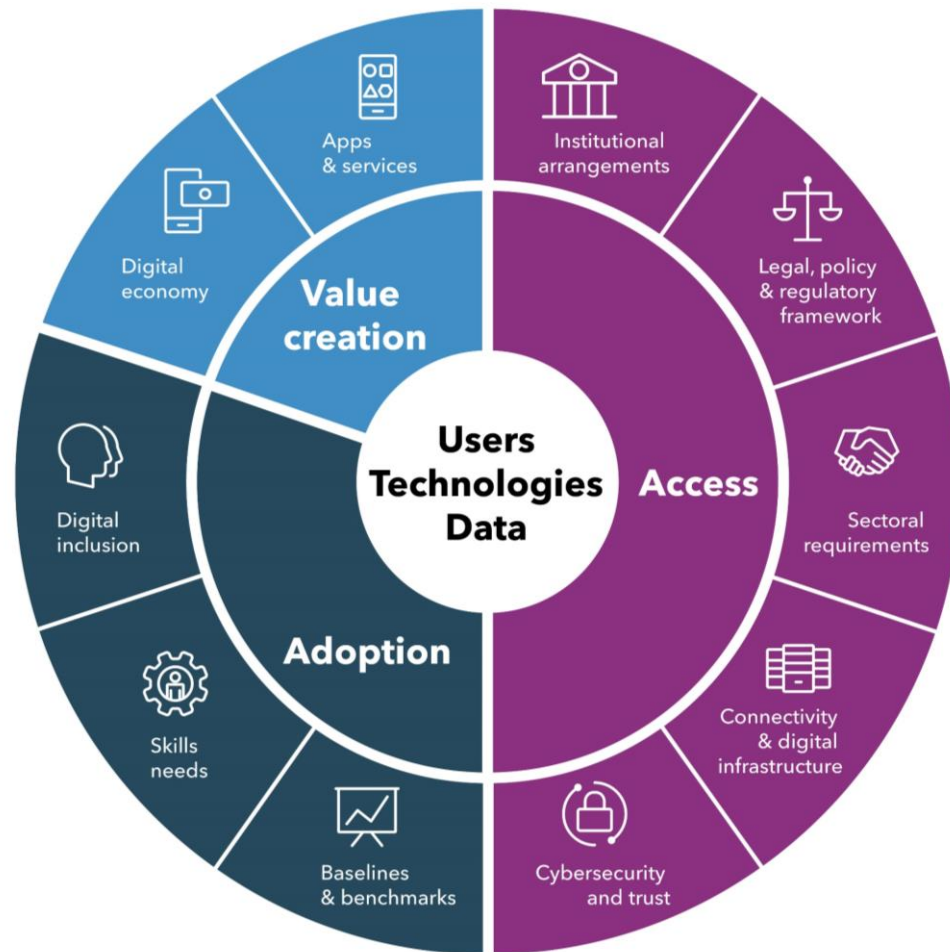 Apps
& services
Institutional
arrangements
Digital
economy
Legal, policy
& regulatory
framework
Value
creation
Users
Technologies
Data
Access
Digital
inclusion
Sectoral
requirements
Adoption
Skills
needs
Connectivity
& digital
infrastructure
Baselines
& benchmarks
Cybersecurity
and trust